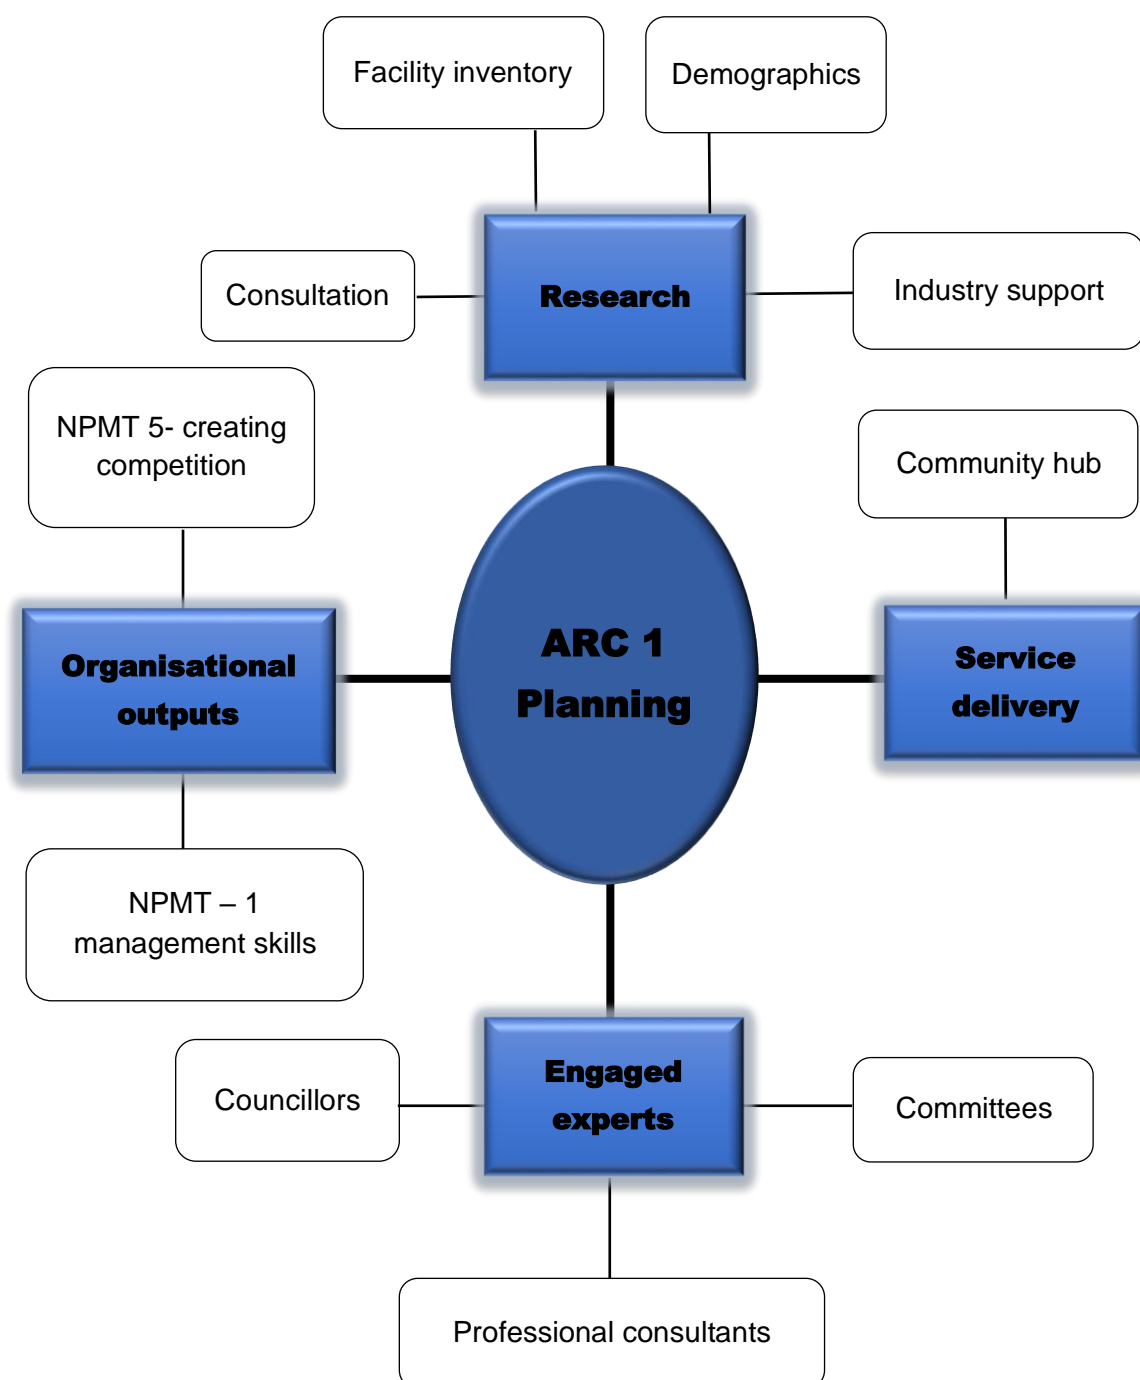 Facility inventory
Demographics
Consultation
Research
Industry support
NPMT 5- creating
competition
Community hub
ARC 1
Planning
Organisational
outputs
Service
delivery
NPMT – 1
management skills
Engaged
experts
Councillors
Committees
Professional consultants